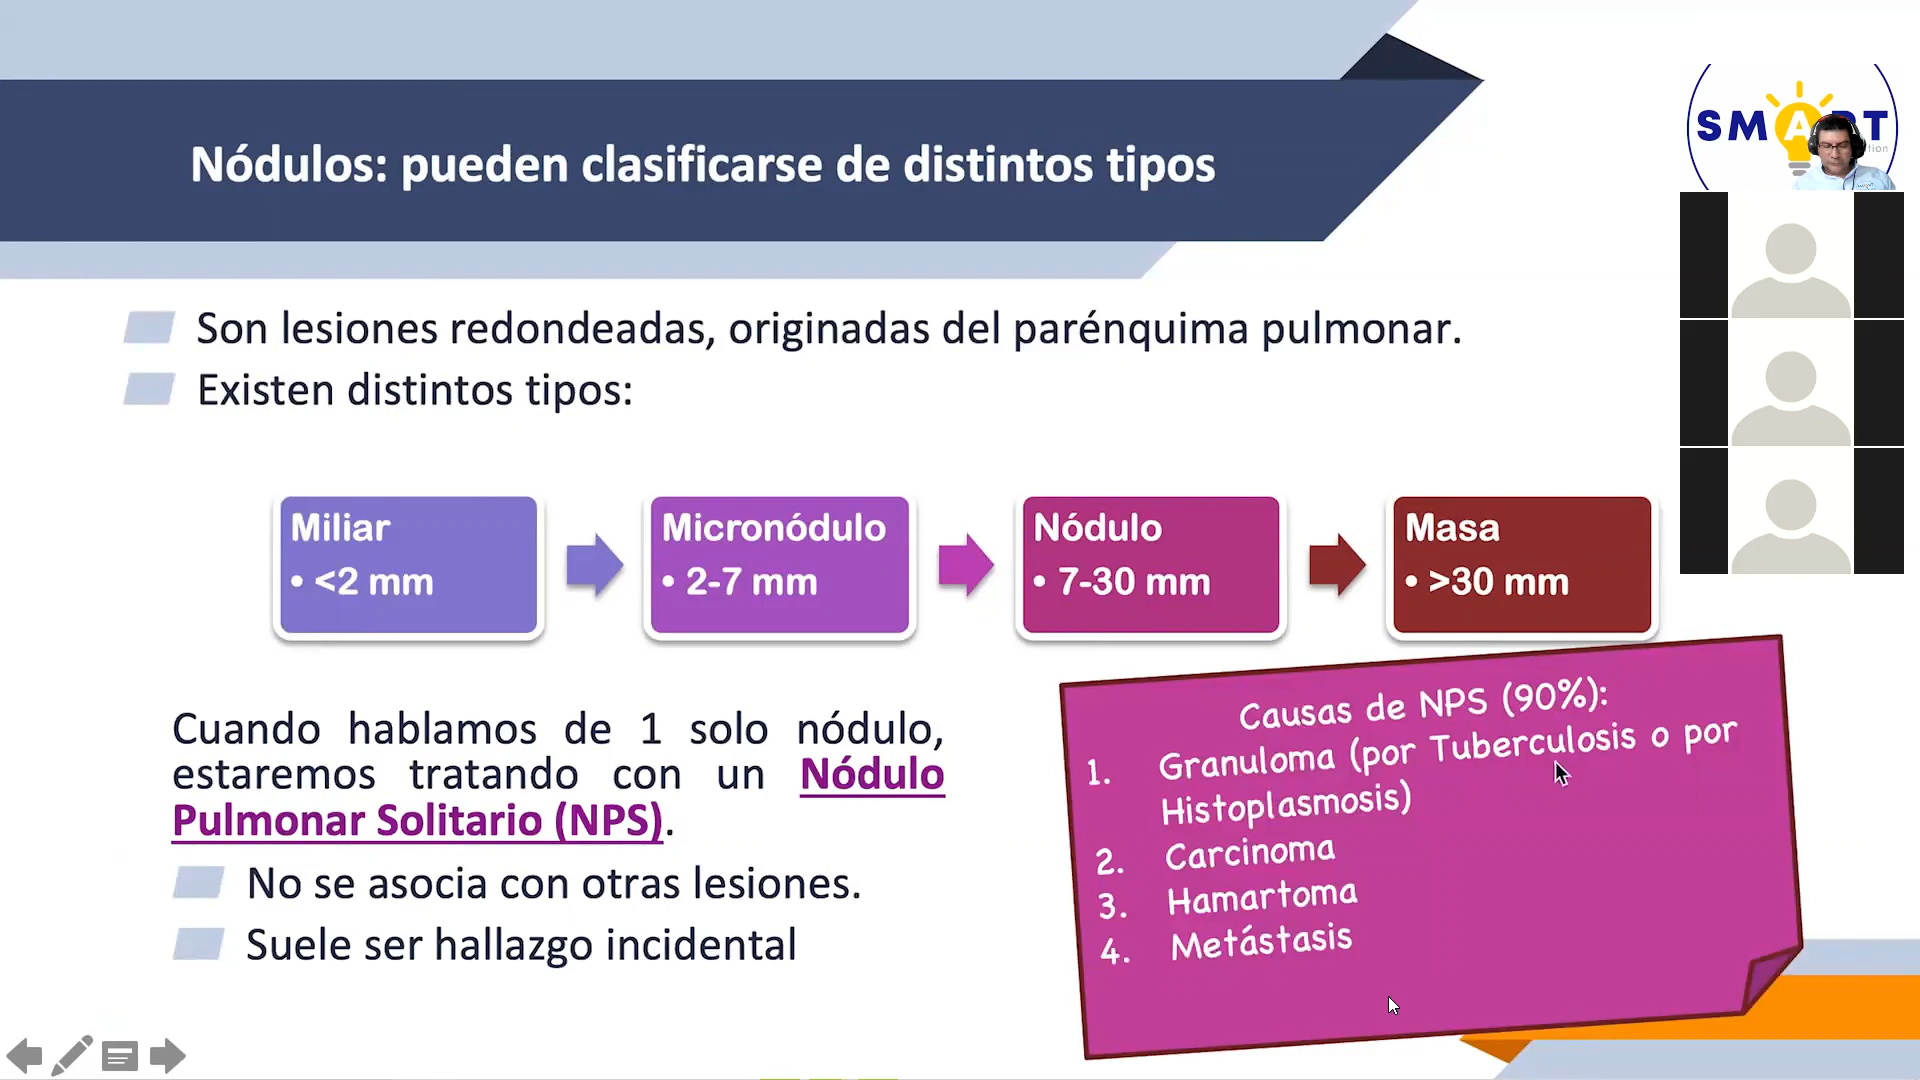 Nódulos: pueden clasificarse de distintos tipos
SMART
Son lesiones redondeadas, originadas del parénquima pulmonar.
Existen distintos tipos:
Miliar
• <2 mm
Micronódulo
• 2-7 mm
Nódulo
• 7-30 mm
Masa
• >30 mm
Cuando hablamos de 1 solo nódulo,
estaremos tratando con un Nódulo
Pulmonar Solitario (NPS).
No se asocia con otras lesiones.
Suele ser hallazgo incidental
Causas de NPS (90%):
1. Granuloma (por Tuberculosis o por
Histoplasmosis)
2. Carcinoma
3. Hamartoma
4. Metástasis